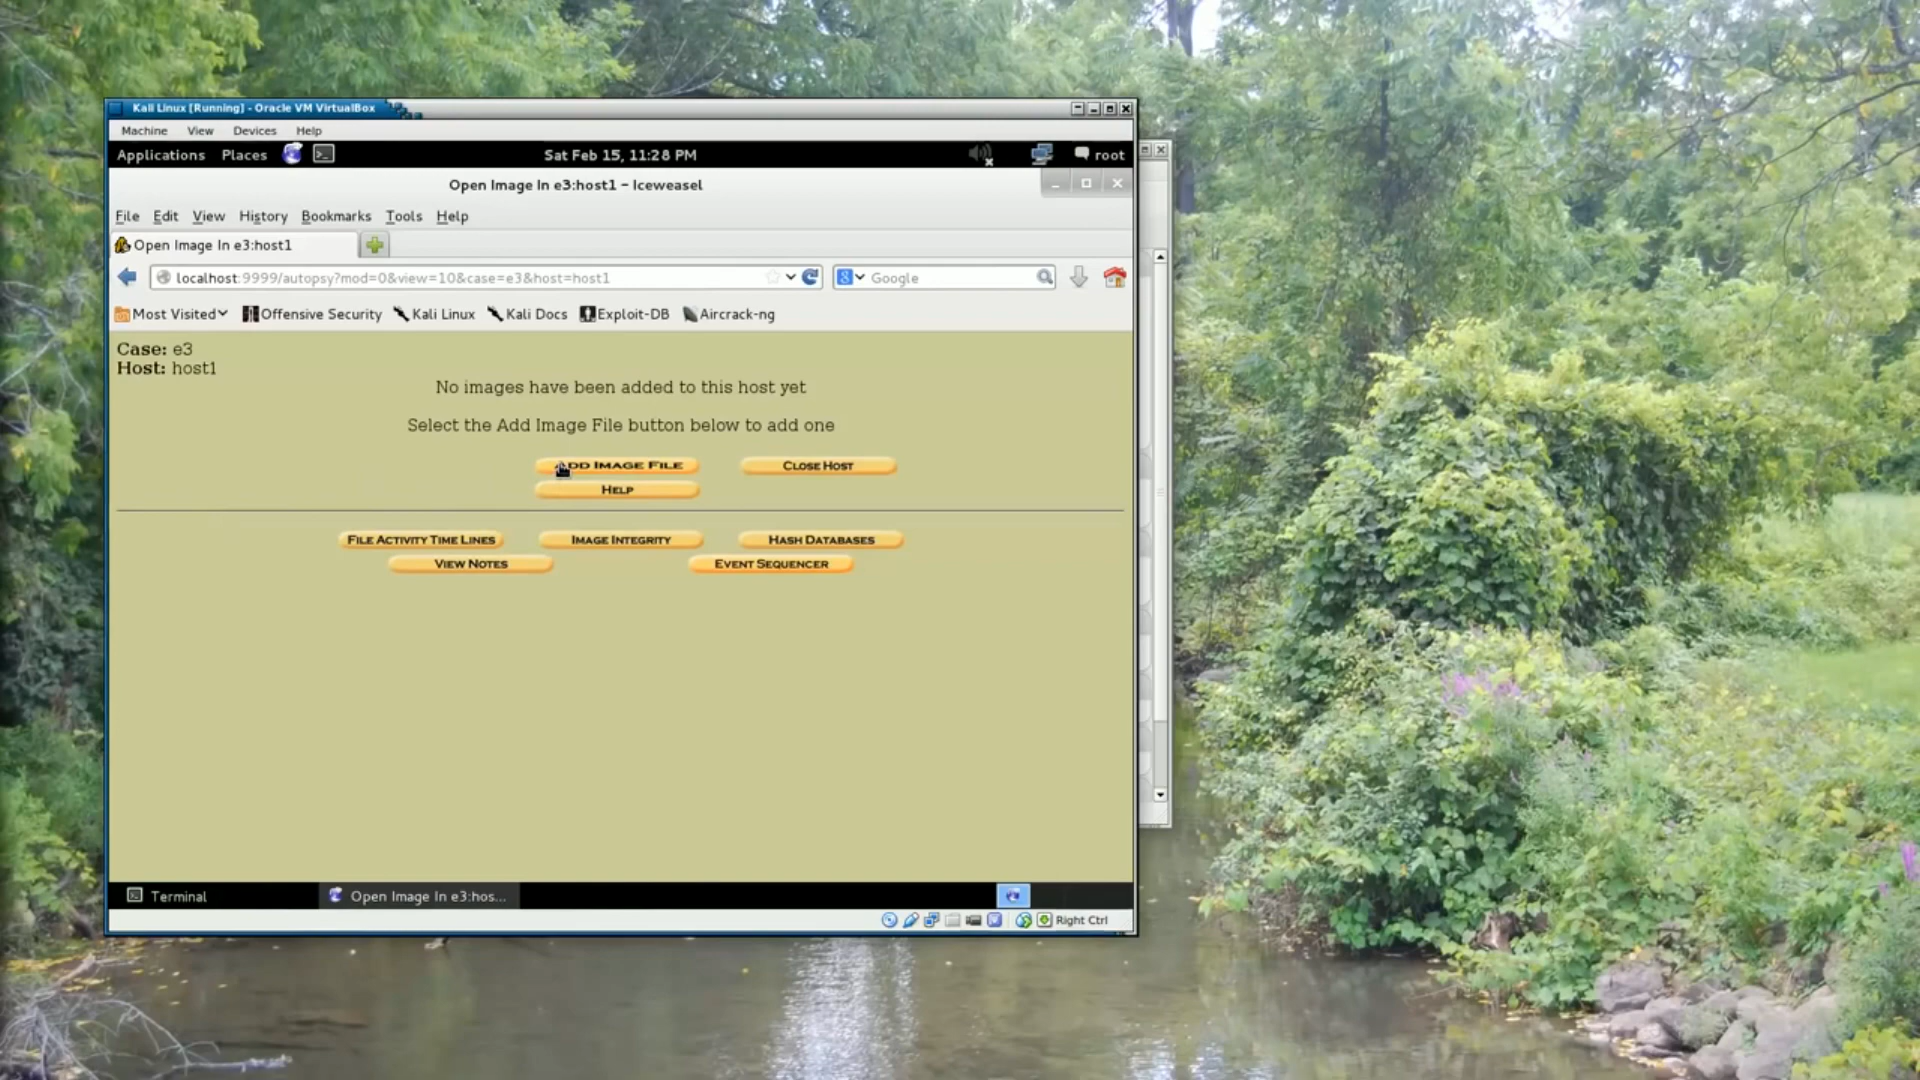 Kali Linux [Running] - Oracle VM VirtualBox
Machine View Devices Help
Applications Places Sat Feb 15, 11:28 PM root
Open Image In e3:host1 - Iceweasel
File Edit View History Bookmarks Tools Help
Open Image In e3:host1
localhost:9999/autopsy?mod=0&view=10&case=e3&host=host1 Google
Most Visited Offensive Security Kali Linux Kali Docs Exploit-DB Aircrack-ng
Case: e3
Host: host1
No images have been added to this host yet
Select the Add Image File button below to add one
ADD IMAGE FILE CLOSE HOST
HELP
FILE ACTIVITY TIME LINES IMAGE INTEGRITY HASH DATABASES
VIEW NOTES EVENT SEQUENCER
Terminal Open Image In e3:hos...
Right Ctrl